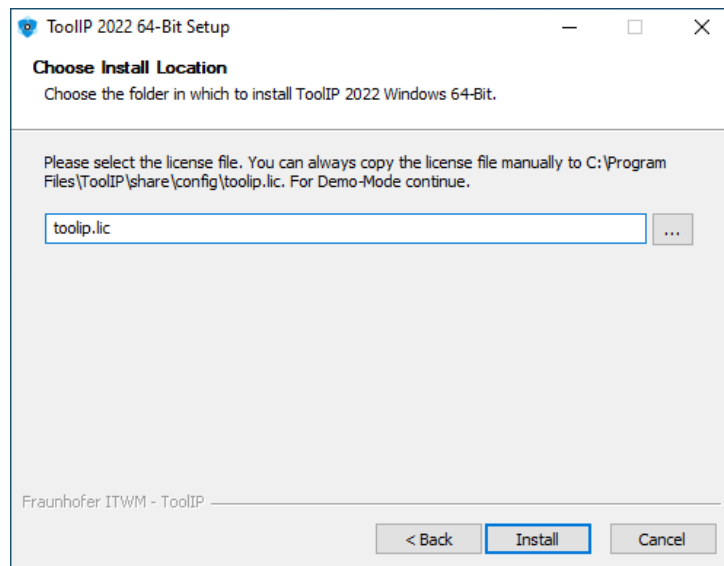 ToolIP 2022 64-Bit Setup
Choose Install Location
Choose the folder in which to install ToolIP 2022 Windows 64-Bit.
Please select the license file. You can always copy the license file manually to C:\Program
Files\ToolIP\share\config\toolip.lic. For Demo-Mode continue.
toolip.lic
...
Fraunhofer ITWM - ToolIP
< Back
Install
Cancel